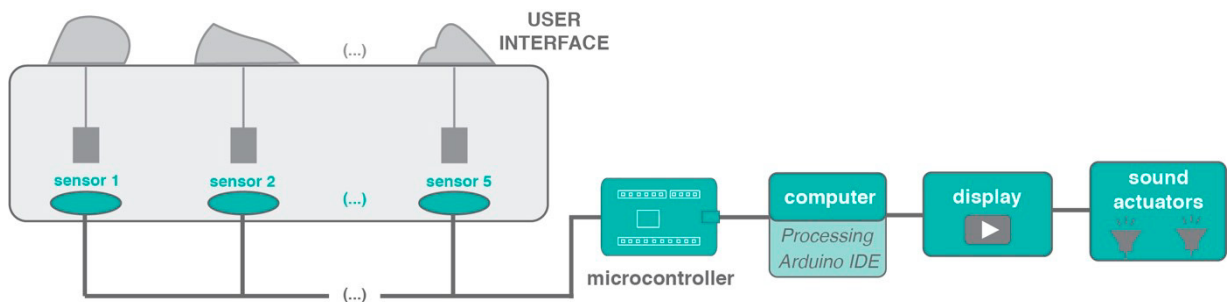 USER
INTERFACE
(...)
sensor 1
sensor 2
(...)
sensor 5
(...)
microcontroller
computer
Processing
Arduino IDE
display
sound
actuators